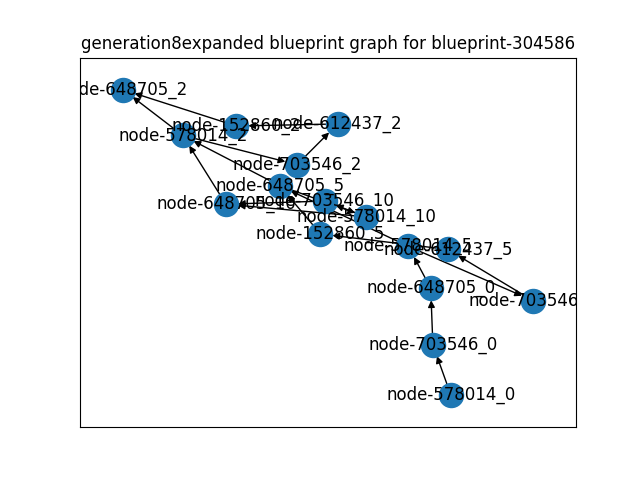 generation8expanded blueprint graph for blueprint-304586
de-648705_2
node-152860_2
node-612437_2
node-578014_2
node-703546_2
node-648705_5
node-703546_10
node-648705_10
node-578014_10
node-152860_5
node-578014_5
node-612437_5
node-648705_0
node-703546
node-703546_0
node-578014_0